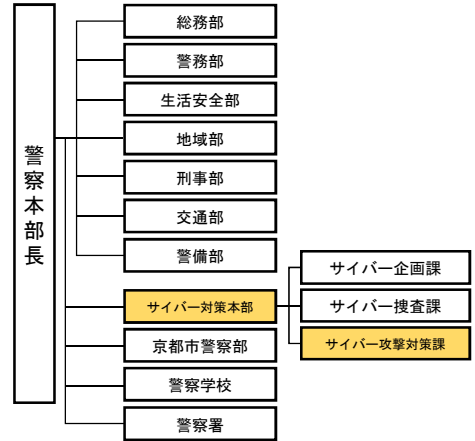 警察本部長
総務部
警務部
生活安全部
地域部
刑事部
交通部
警備部
サイバー対策本部
サイバー企画課
サイバー捜査課
サイバー攻撃対策課
京都市警察部
警察学校
警察署